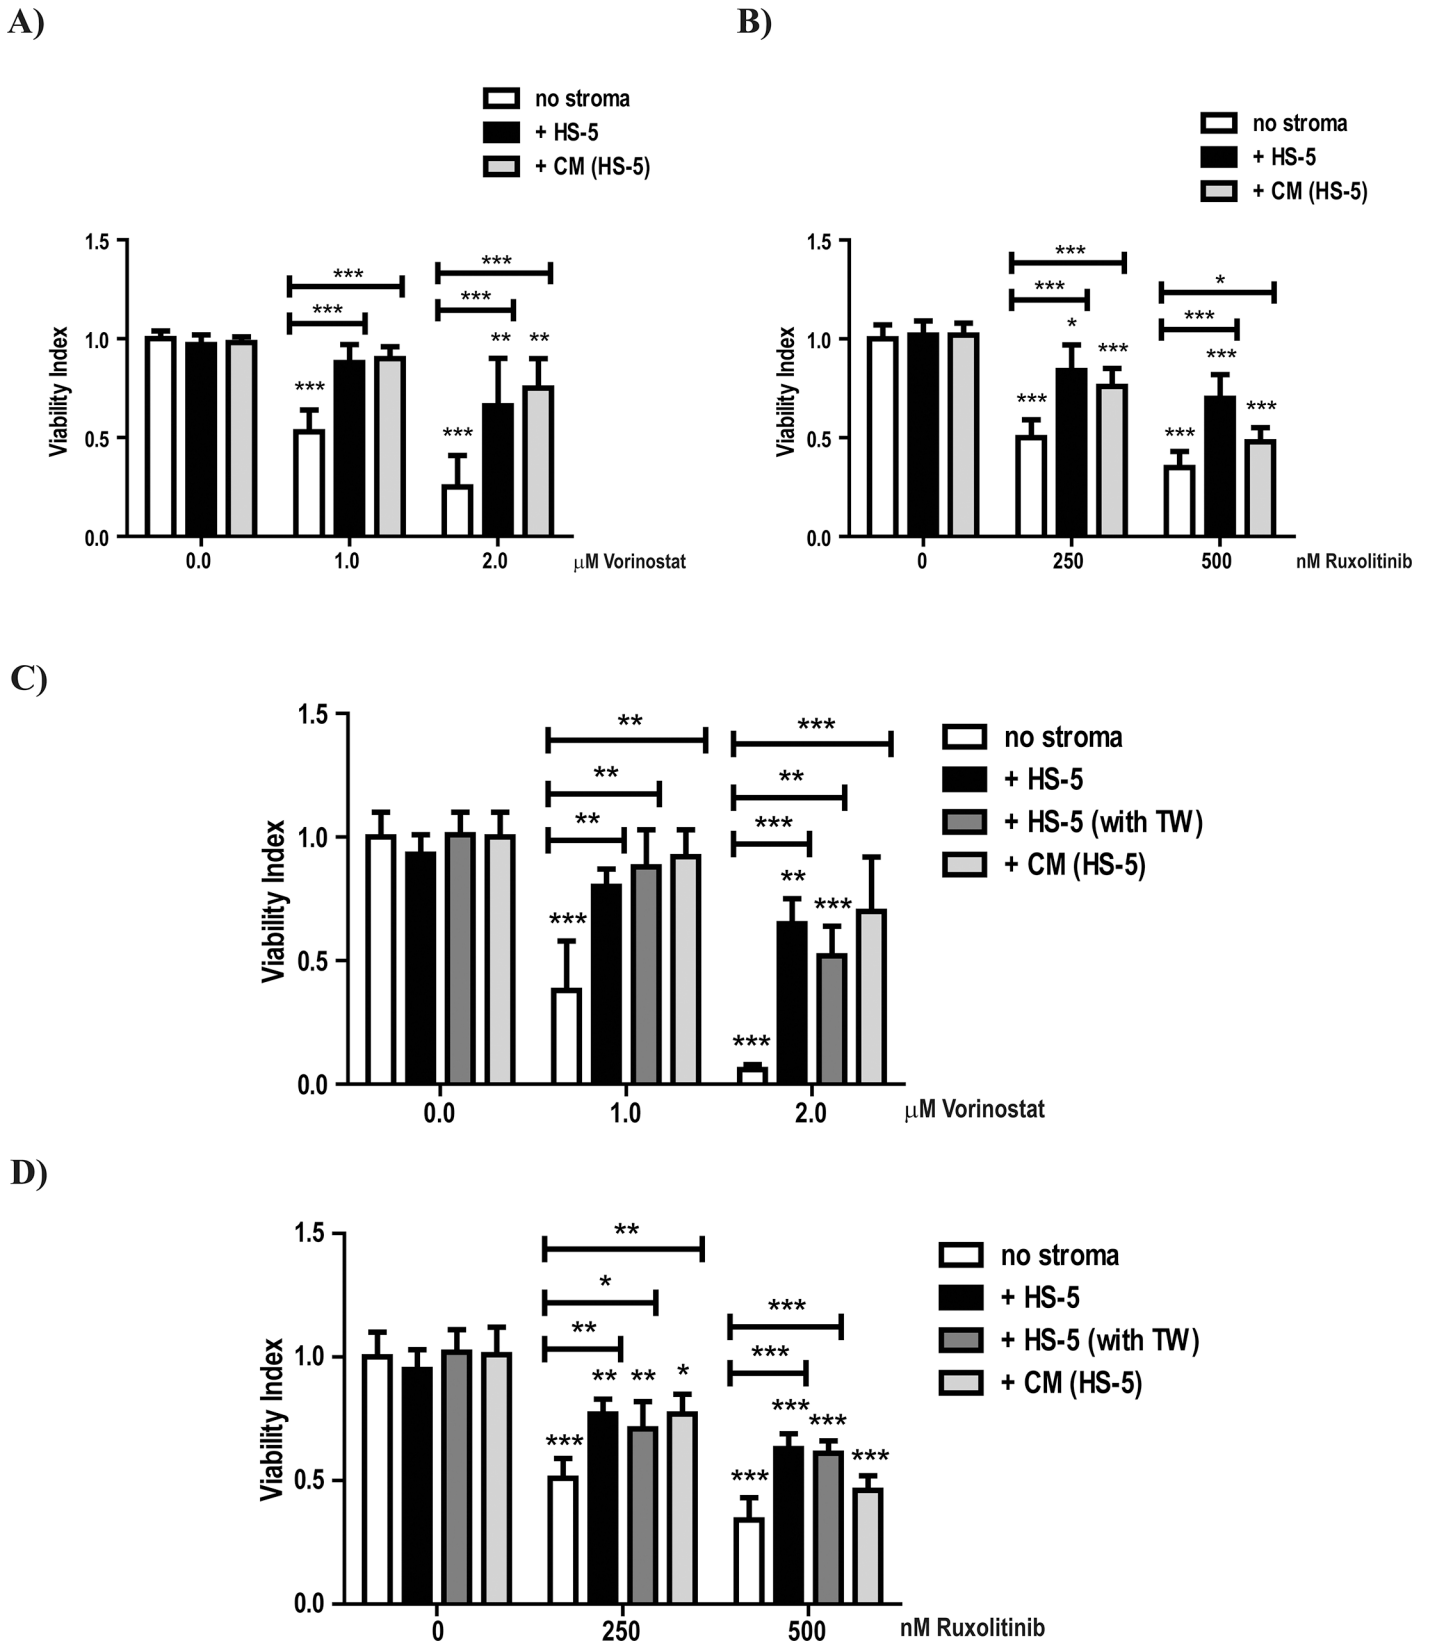 A)
no stroma
+ HS-5
+ CM (HS-5)
Viability Index
1.5
1.0
0.5
0.0
***
***
***
***
***
***
**
**
0.0
1.0
2.0
μM Vorinostat
B)
no stroma
+ HS-5
+ CM (HS-5)
Viability Index
1.5
1.0
0.5
0.0
***
***
***
*
***
*
***
***
***
***
0
250
500
nM Ruxolitinib
C)
no stroma
+ HS-5
+ HS-5 (with TW)
+ CM (HS-5)
Viability Index
1.5
1.0
0.5
0.0
**
**
**
***
***
**
***
***
**
***
0.0
1.0
2.0
μM Vorinostat
D)
no stroma
+ HS-5
+ HS-5 (with TW)
+ CM (HS-5)
Viability Index
1.5
1.0
0.5
0.0
**
*
**
***
**
**
*
***
***
***
***
***
***
0
250
500
nM Ruxolitinib